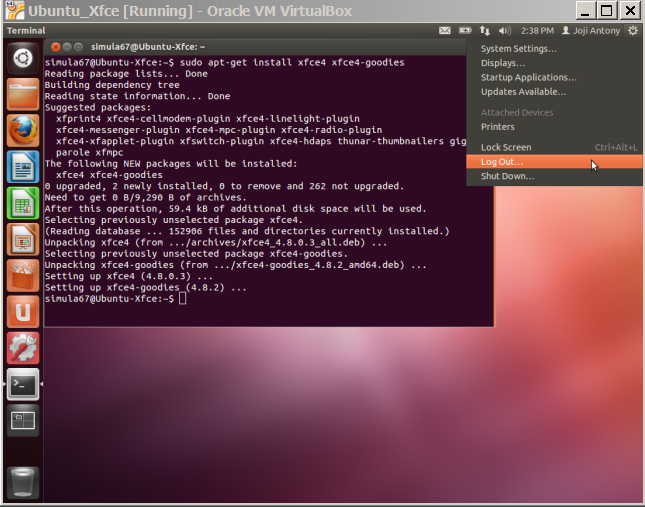 Ubuntu_Xfce [Running] - Oracle VM VirtualBox
Terminal 2:38 PM Joji Antony
simula67@Ubuntu-Xfce: ~
simula67@Ubuntu-Xfce:~$ sudo apt-get install xfce4 xfce4-goodies
Reading package lists... Done
Building dependency tree
Reading state information... Done
Suggested packages:
xfprint4 xfce4-cellmodem-plugin xfce4-linelight-plugin
xfce4-messenger-plugin xfce4-mpc-plugin xfce4-radio-plugin
xfce4-xfapplet-plugin xfswitch-plugin xfce4-hdaps thunar-thumbnailers gig
parole xfmpc
The following NEW packages will be installed:
xfce4 xfce4-goodies
0 upgraded, 2 newly installed, 0 to remove and 262 not upgraded.
Need to get 0 B/9,290 B of archives.
After this operation, 59.4 kB of additional disk space will be used.
Selecting previously unselected package xfce4.
(Reading database ... 152906 files and directories currently installed.)
Unpacking xfce4 (from .../archives/xfce4_4.8.0.3_all.deb) ...
Selecting previously unselected package xfce4-goodies.
Unpacking xfce4-goodies (from .../xfce4-goodies_4.8.2_amd64.deb) ...
Setting up xfce4 (4.8.0.3) ...
Setting up xfce4-goodies (4.8.2) ...
simula67@Ubuntu-Xfce:~$
System Settings...
Displays...
Startup Applications...
Updates Available...
Attached Devices
Printers
Lock Screen Ctrl+Alt+L
Log Out...
Shut Down...